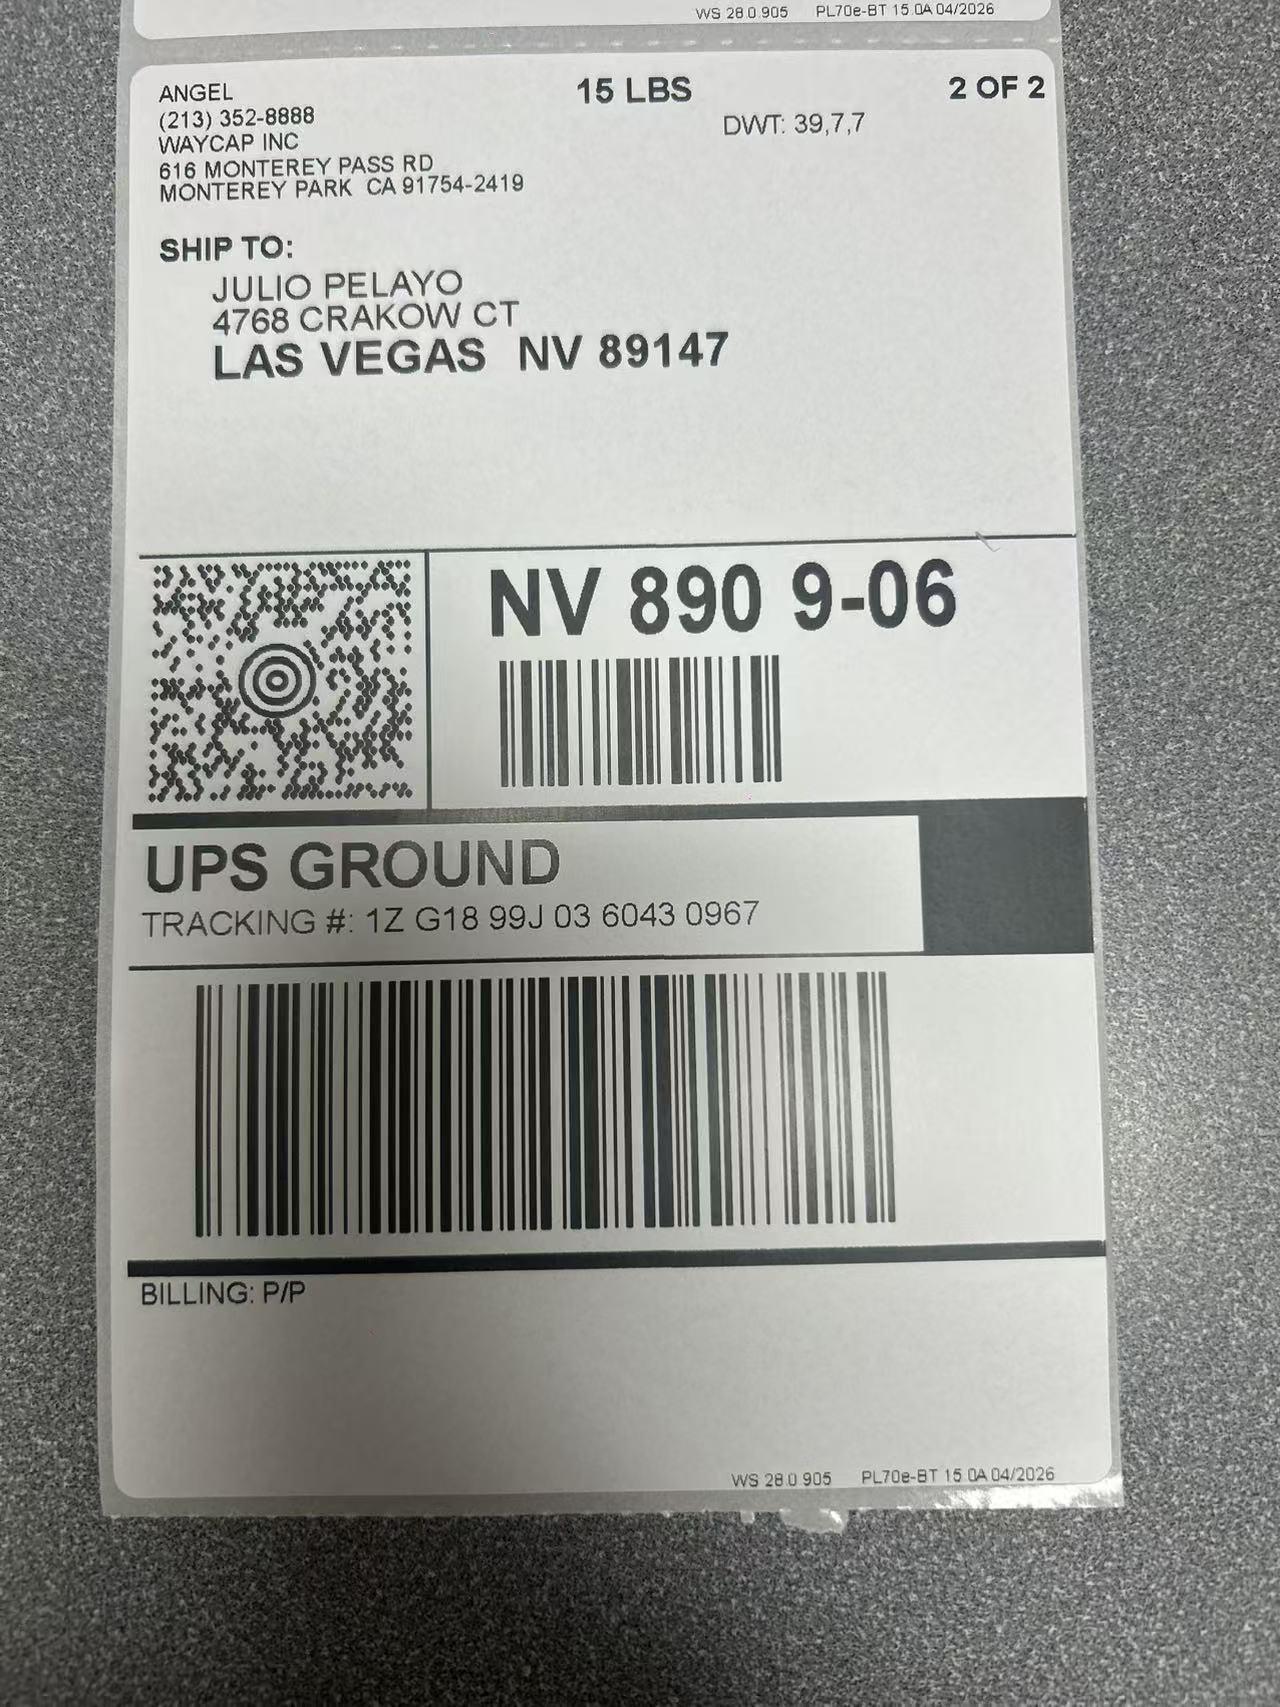 WS 28.0.905 PL70e-BT 15.0A 04/2026
ANGEL
(213) 352-8888
WAYCAP INC
616 MONTEREY PASS RD
MONTEREY PARK CA 91754-2419
15 LBS
2 OF 2
DWT: 39,7,7
SHIP TO:
JULIO PELAYO
4768 CRAKOW CT
LAS VEGAS NV 89147
NV 890 9-06
UPS GROUND
TRACKING #: 1Z G18 99J 03 6043 0967
BILLING: P/P
WS 28.0.905 PL70e-BT 15.0A 04/2026